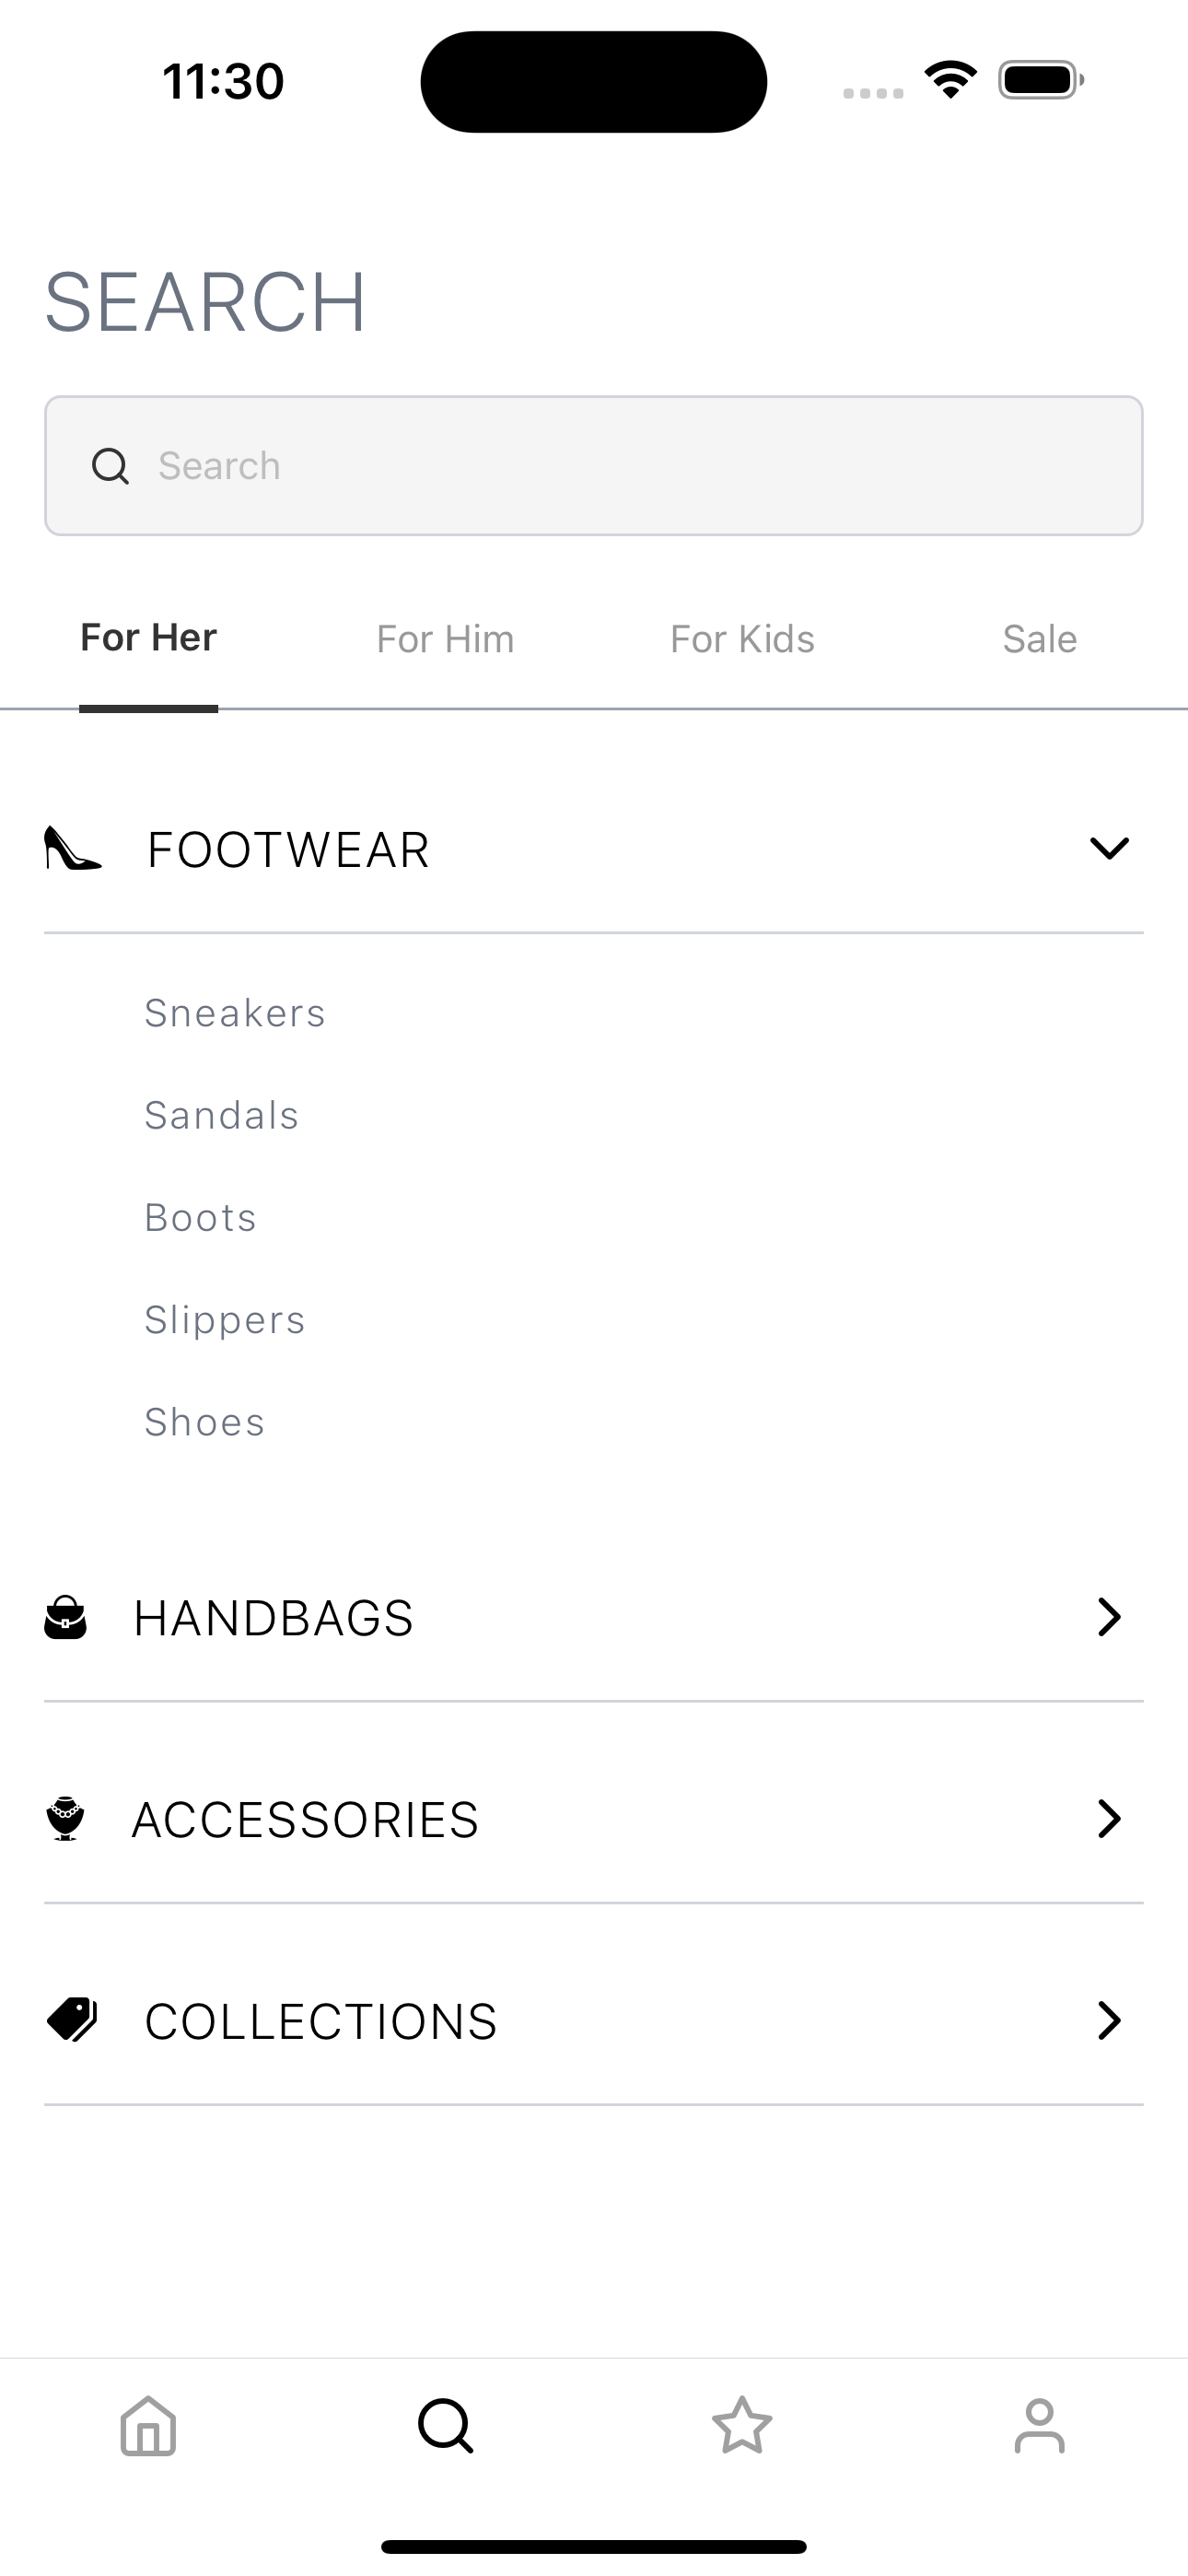 11:30
SEARCH
Search
For Her For Him For Kids Sale
FOOTWEAR
Sneakers
Sandals
Boots
Slippers
Shoes
HANDBAGS
ACCESSORIES
COLLECTIONS